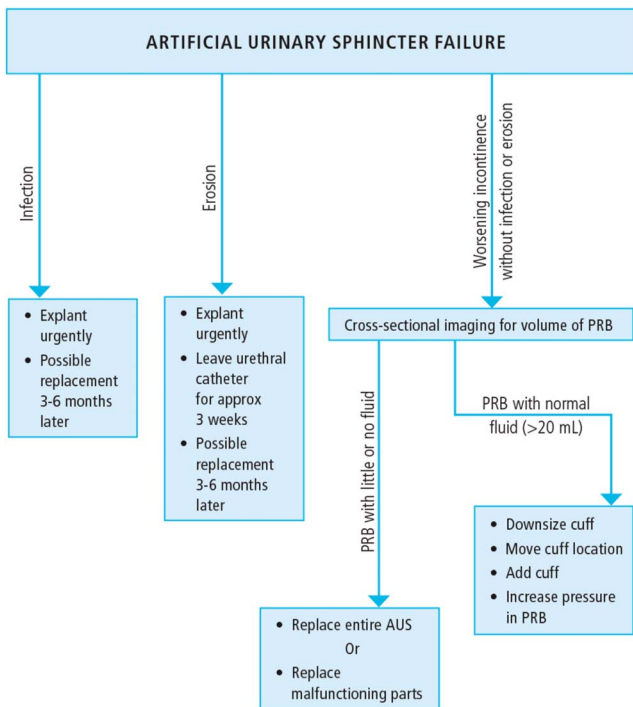 ARTIFICIAL URINARY SPHINCTER FAILURE
Infection
Erosion
Worsening incontinence
without infection or erosion
• Explant
urgently
• Possible
replacement
3-6 months
later
• Explant
urgently
• Leave urethral
catheter
for approx
3 weeks
• Possible
replacement
3-6 months
later
Cross-sectional imaging for volume of PRB
PRB with little or no fluid
PRB with normal
fluid (>20 mL)
• Replace entire AUS
Or
• Replace
malfunctioning parts
• Downsize cuff
• Move cuff location
• Add cuff
• Increase pressure
in PRB